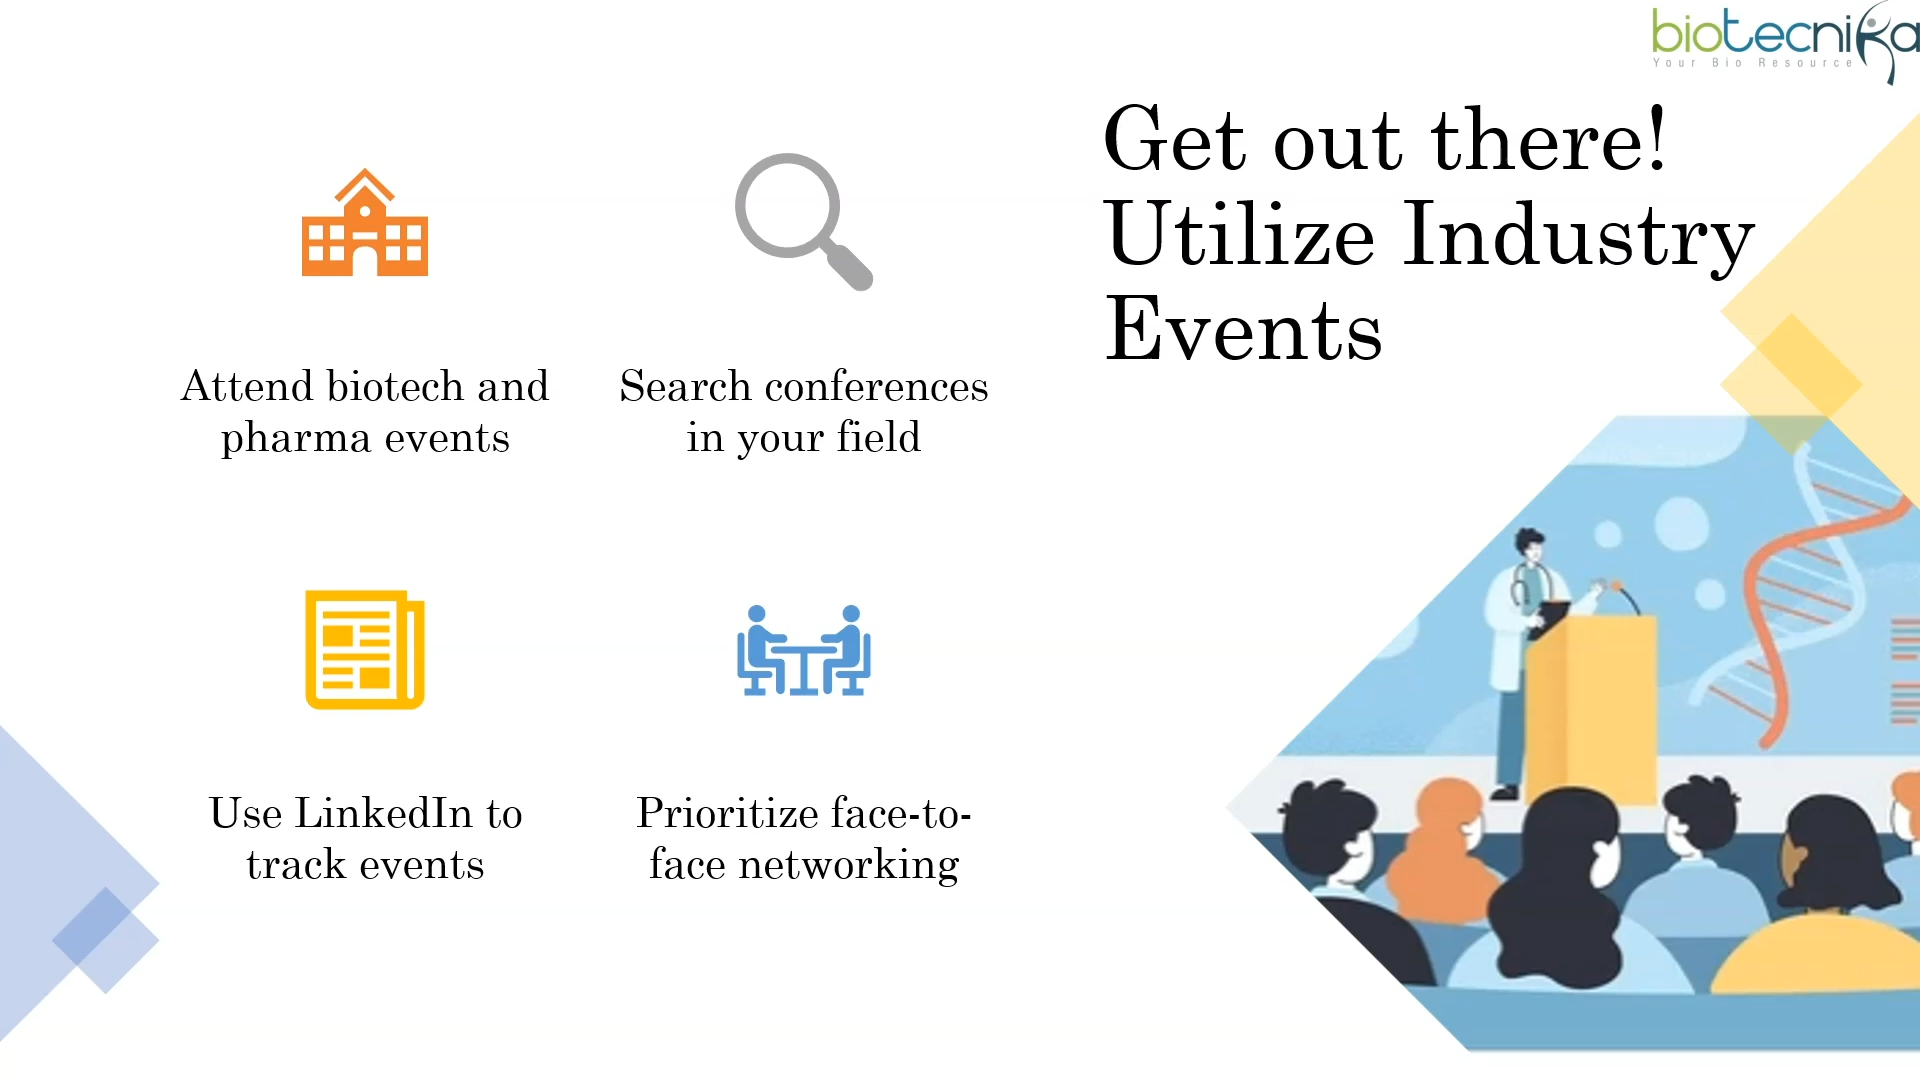 biotecnika
Your Bio Resource
Get out there!
Utilize Industry
Events
Attend biotech and
pharma events
Search conferences
in your field
Use LinkedIn to
track events
Prioritize face-to-
face networking